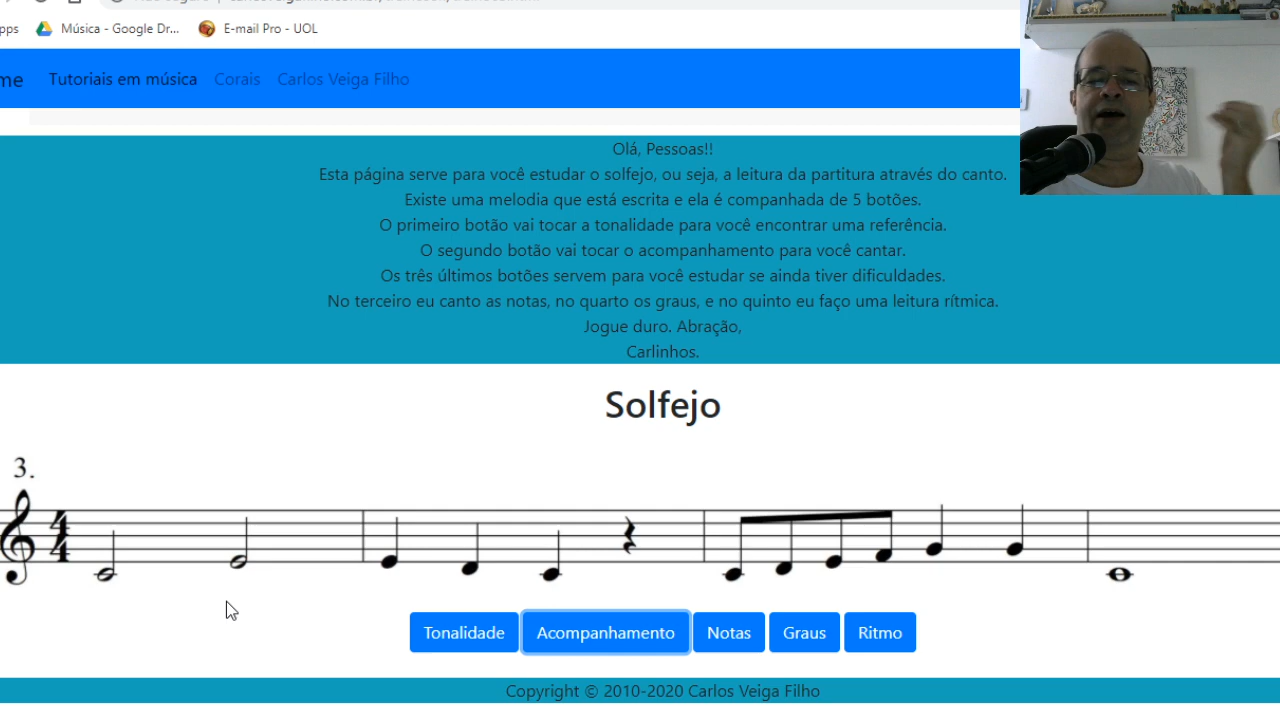 Música - Google Dr... E-mail Pro - UOL
Tutoriais em música Corais Carlos Veiga Filho
Olá, Pessoas!!
Esta página serve para você estudar o solfejo, ou seja, a leitura da partitura através do canto.
Existe uma melodia que está escrita e ela é companhada de 5 botões.
O primeiro botão vai tocar a tonalidade para você encontrar uma referência.
O segundo botão vai tocar o acompanhamento para você cantar.
Os três últimos botões servem para você estudar se ainda tiver dificuldades.
No terceiro eu canto as notas, no quarto os graus, e no quinto eu faço uma leitura rítmica.
Jogue duro. Abração,
Carlinhos.
Solfejo
3.
4
4
Tonalidade Acompanhamento Notas Graus Ritmo
Copyright © 2010-2020 Carlos Veiga Filho